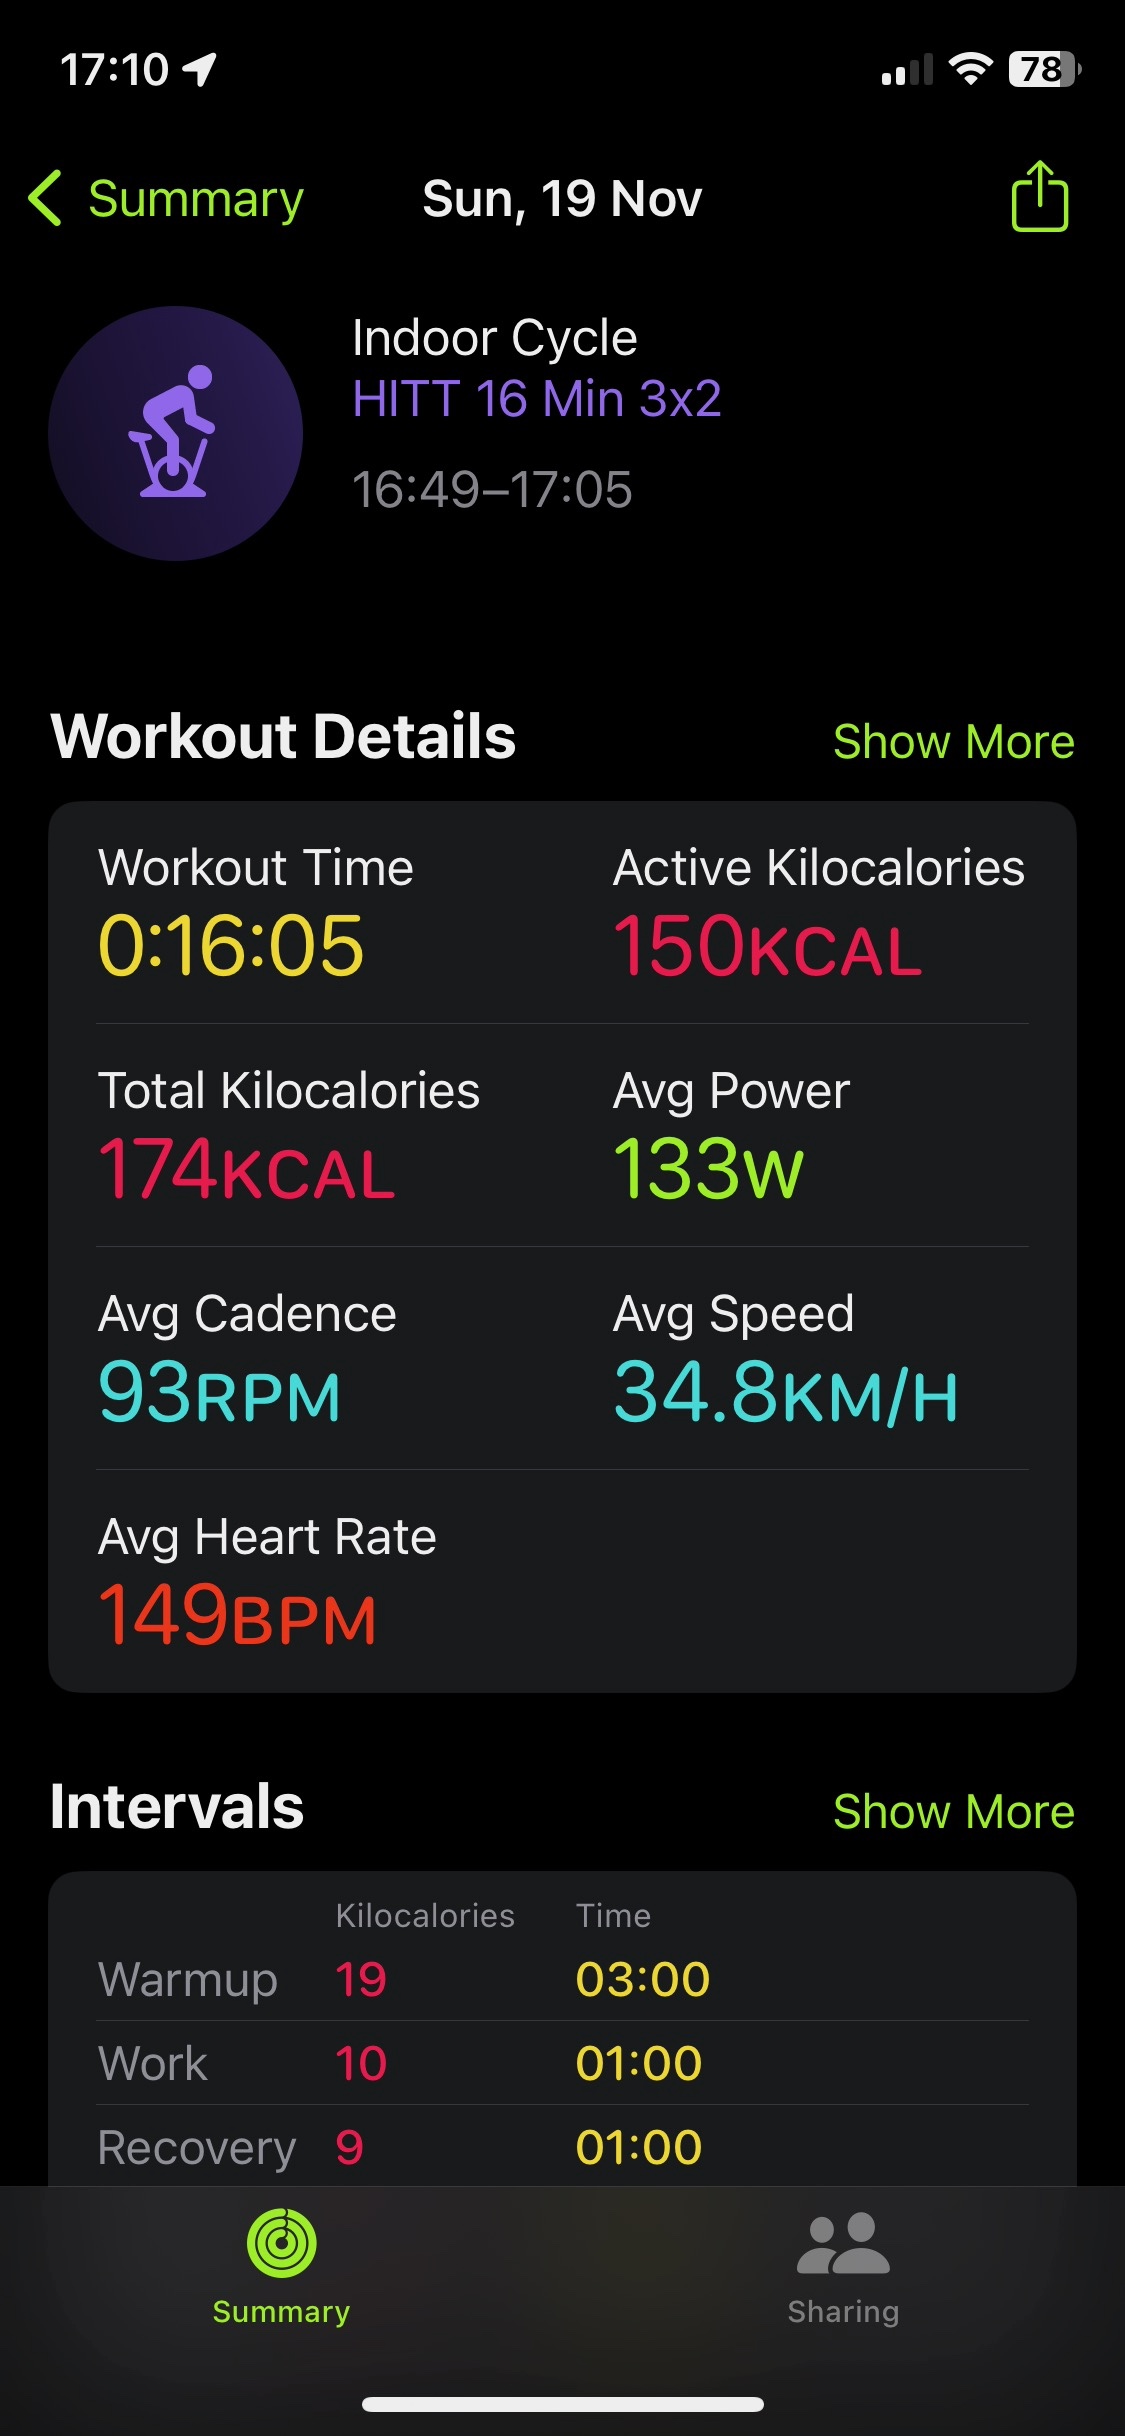 17:10
78
Summary
Sun, 19 Nov
Indoor Cycle
HITT 16 Min 3x2
16:49–17:05
Workout Details
Show More
Workout Time
Active Kilocalories
0:16:05
150KCAL
Total Kilocalories
Avg Power
174KCAL
133W
Avg Cadence
Avg Speed
93RPM
34.8KM/H
Avg Heart Rate
149BPM
Intervals
Show More
Kilocalories Time
Warmup 19 03:00
Work 10 01:00
Recovery 9 01:00
Summary
Sharing